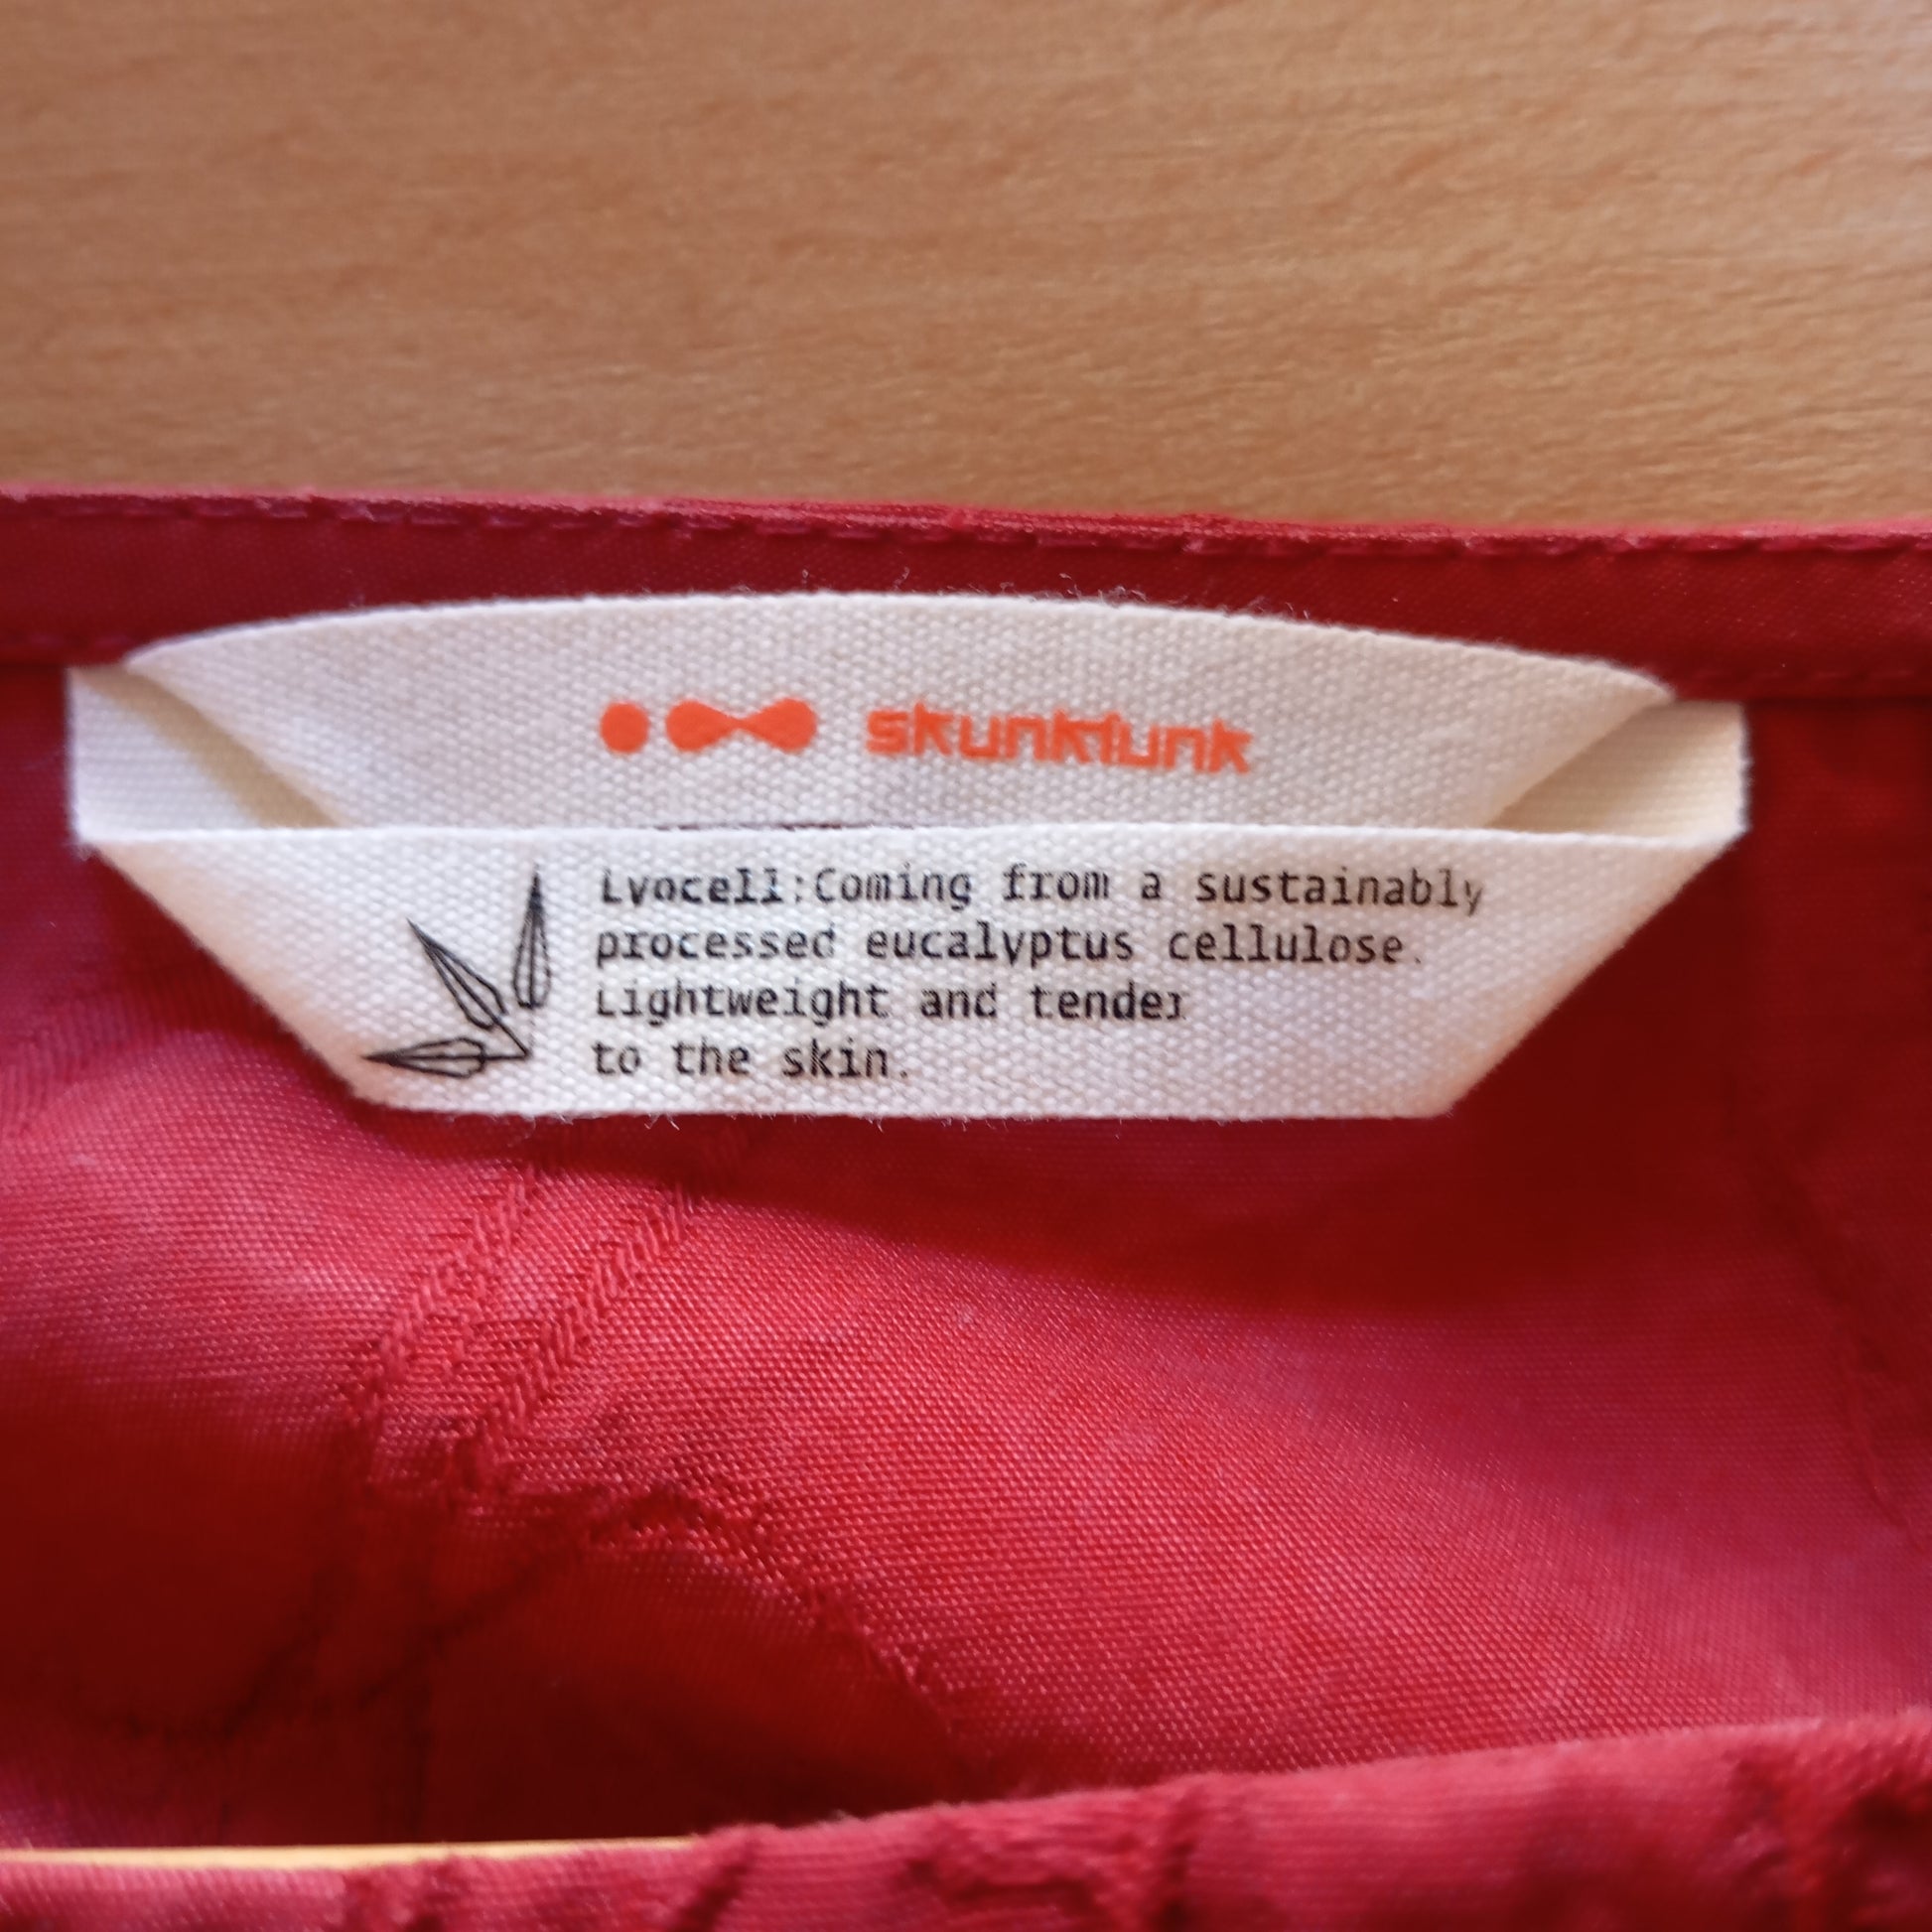 skunkfunk
Lyocell:Coming from a sustainably
processed eucalyptus cellulose.
Lightweight and tender
to the skin.